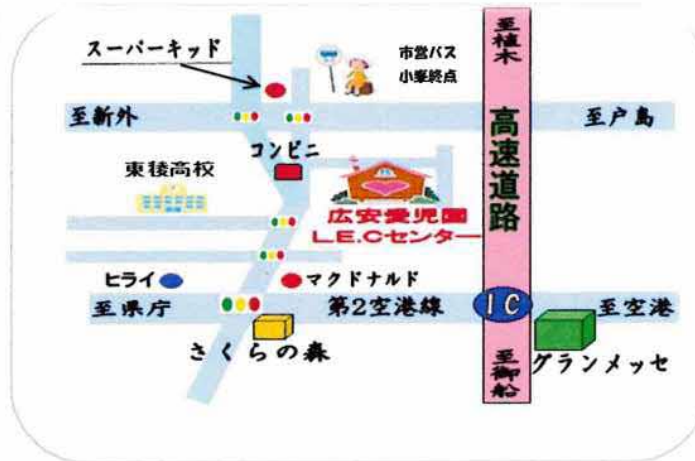 スーパーキッド
市営バス
小峯終点
至植木
至新外
至戸島
高速道路
コンビニ
東稜高校
広安愛児園
L.E.Cセンター
ヒライ
マクドナルド
至県庁
第2空港線
IC
至空港
さくらの森
グランメッセ
至御船